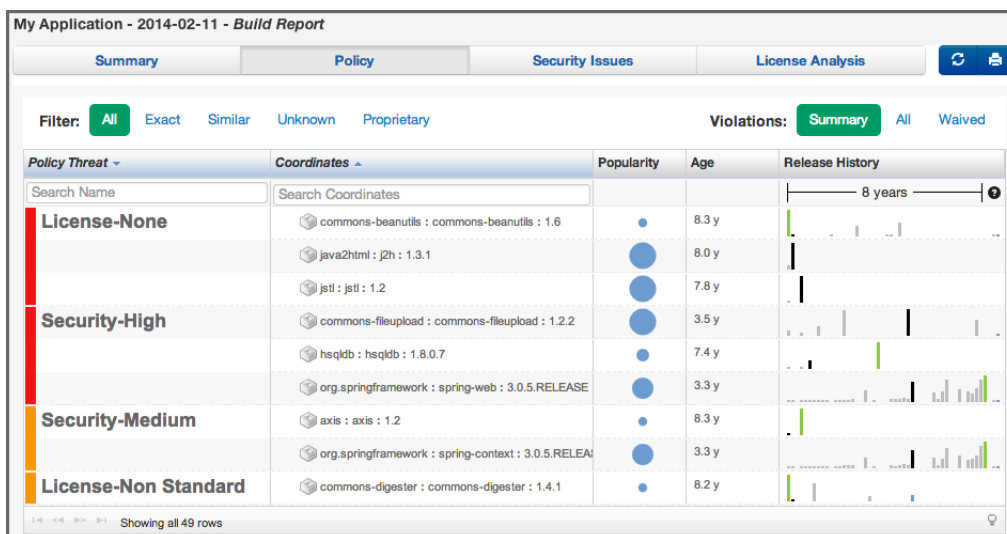 My Application - 2014-02-11 - Build Report
Summary Policy Security Issues License Analysis
Filter: All Exact Similar Unknown Proprietary Violations: Summary All Waived
Policy Threat Coordinates Popularity Age Release History
Search Name Search Coordinates 8 years
License-None commons-beanutils : commons-beanutils : 1.6 8.3 y
java2html : j2h : 1.3.1 8.0 y
jstl : jstl : 1.2 7.8 y
Security-High commons-fileupload : commons-fileupload : 1.2.2 3.5 y
hsqldb : hsqldb : 1.8.0.7 7.4 y
org.springframework : spring-web : 3.0.5.RELEASE 3.3 y
Security-Medium axis : axis : 1.2 8.3 y
org.springframework : spring-context : 3.0.5.RELEA 3.3 y
License-Non Standard commons-digester : commons-digester : 1.4.1 8.2 y
Showing all 49 rows